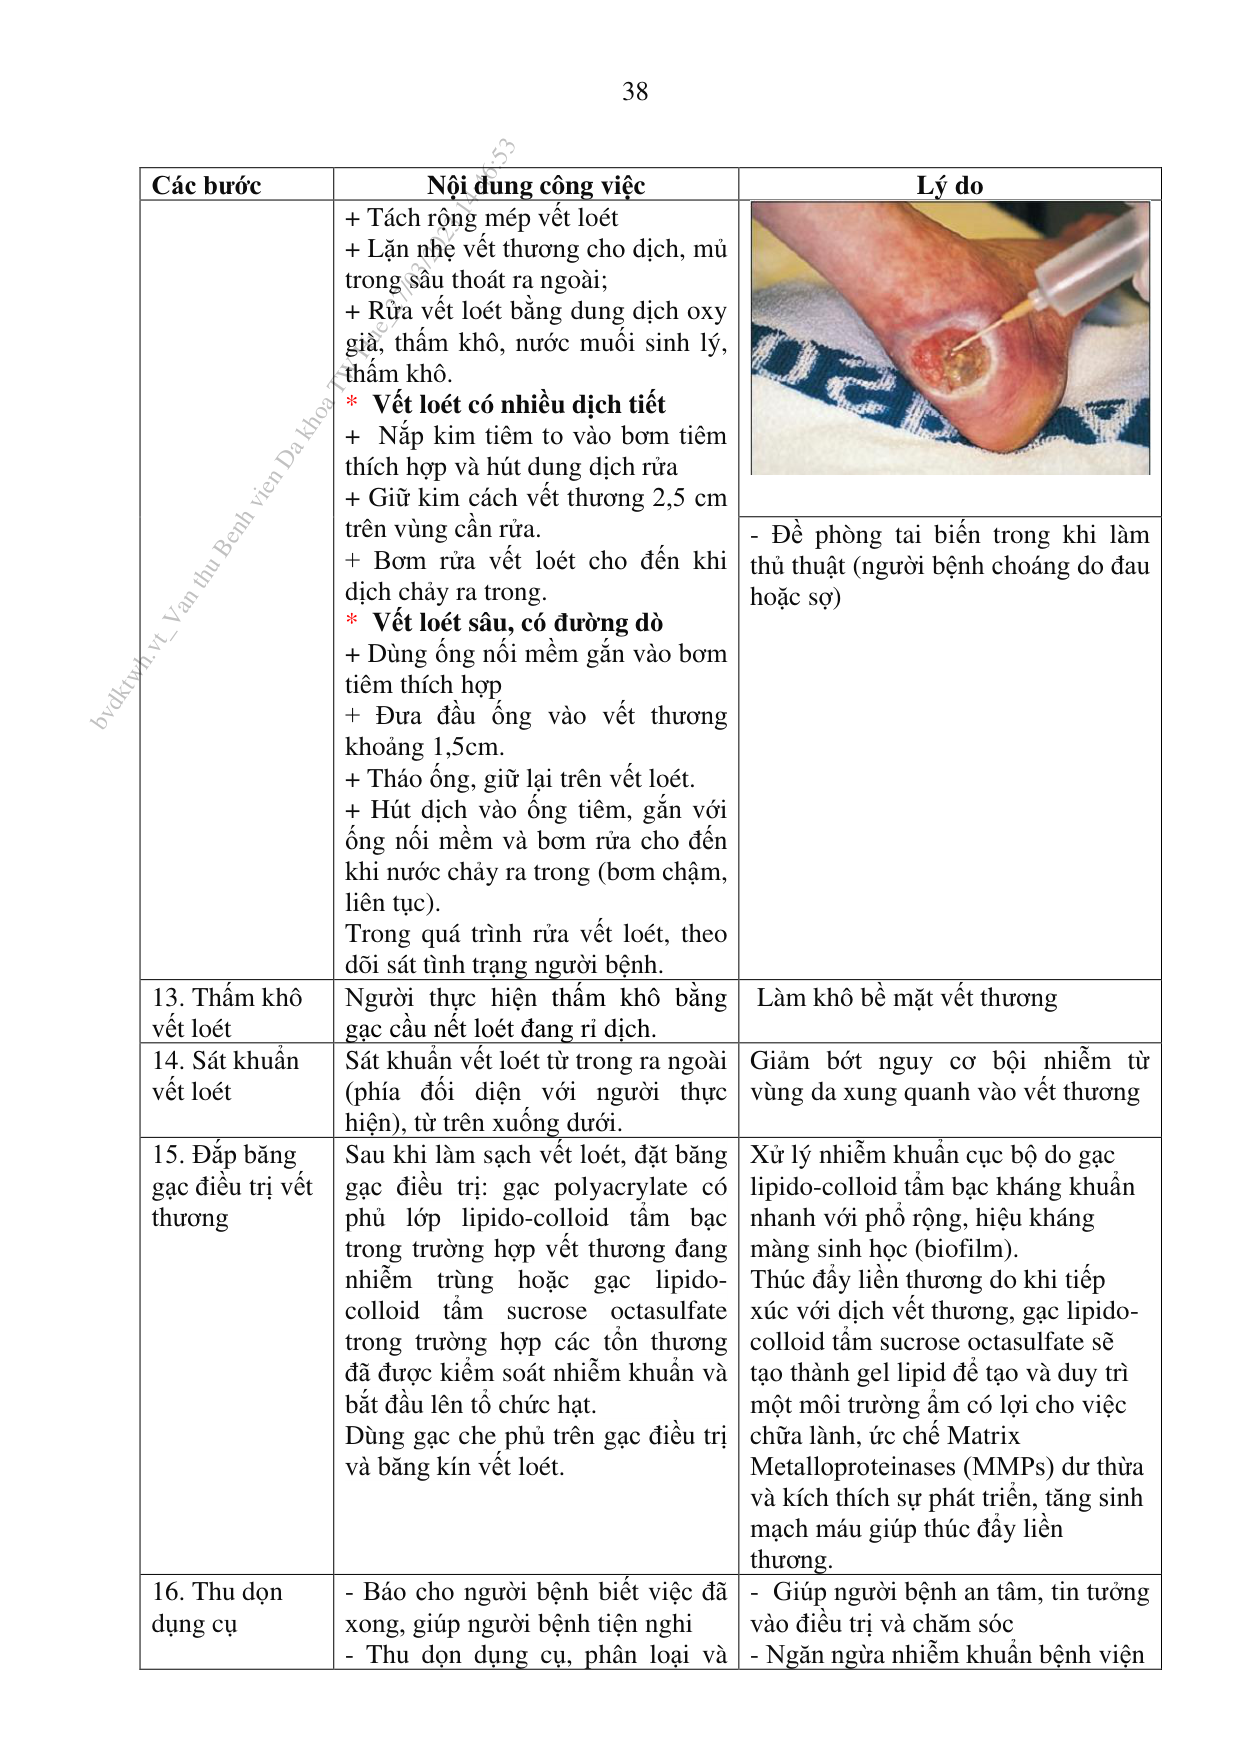 38
Các bước
Nội dung công việc
Lý do
+ Tách rộng mép vết loét
+ Lặn nhẹ vết thương cho dịch, mủ
trong sâu thoát ra ngoài;
+ Rửa vết loét bằng dung dịch oxy
già, thấm khô, nước muối sinh lý,
thấm khô.
* Vết loét có nhiều dịch tiết
+ Nắp kim tiêm to vào bơm tiêm
thích hợp và hút dung dịch rửa
+ Giữ kim cách vết thương 2,5 cm
trên vùng cần rửa.
+ Bơm rửa vết loét cho đến khi
dịch chảy ra trong.
* Vết loét sâu, có đường dò
+ Dùng ống nối mềm gắn vào bơm
tiêm thích hợp
+ Đưa đầu ống vào vết thương
khoảng 1,5cm.
+ Tháo ống, giữ lại trên vết loét.
+ Hút dịch vào ống tiêm, gắn với
ống nối mềm và bơm rửa cho đến
khi nước chảy ra trong (bơm chậm,
liên tục).
Trong quá trình rửa vết loét, theo
dõi sát tình trạng người bệnh.
- Đề phòng tai biến trong khi làm
thủ thuật (người bệnh choáng do đau
hoặc sợ)
13. Thấm khô
vết loét
Người thực hiện thấm khô bằng
gạc cầu nết loét đang rỉ dịch.
Làm khô bề mặt vết thương
14. Sát khuẩn
vết loét
Sát khuẩn vết loét từ trong ra ngoài
(phía đối diện với người thực
hiện), từ trên xuống dưới.
Giảm bớt nguy cơ bội nhiễm từ
vùng da xung quanh vào vết thương
15. Đắp băng
gạc điều trị vết
thương
Sau khi làm sạch vết loét, đặt băng
gạc điều trị: gạc polyacrylate có
phủ lớp lipido-colloid tẩm bạc
trong trường hợp vết thương đang
nhiễm trùng hoặc gạc lipido-
colloid tẩm sucrose octasulfate
trong trường hợp các tổn thương
đã được kiểm soát nhiễm khuẩn và
bắt đầu lên tổ chức hạt.
Dùng gạc che phủ trên gạc điều trị
và băng kín vết loét.
Xử lý nhiễm khuẩn cục bộ do gạc
lipido-colloid tẩm bạc kháng khuẩn
nhanh với phổ rộng, hiệu kháng
màng sinh học (biofilm).
Thúc đẩy liền thương do khi tiếp
xúc với dịch vết thương, gạc lipido-
colloid tẩm sucrose octasulfate sẽ
tạo thành gel lipid để tạo và duy trì
một môi trường ẩm có lợi cho việc
chữa lành, ức chế Matrix
Metalloproteinases (MMPs) dư thừa
và kích thích sự phát triển, tăng sinh
mạch máu giúp thúc đẩy liền
thương.
16. Thu dọn
dụng cụ
- Báo cho người bệnh biết việc đã
xong, giúp người bệnh tiện nghi
- Thu dọn dụng cụ, phân loại và
- Giúp người bệnh an tâm, tin tưởng
vào điều trị và chăm sóc
- Ngăn ngừa nhiễm khuẩn bệnh viện
bvdktwh.vt_Van thu Benh vien Da khoa TW